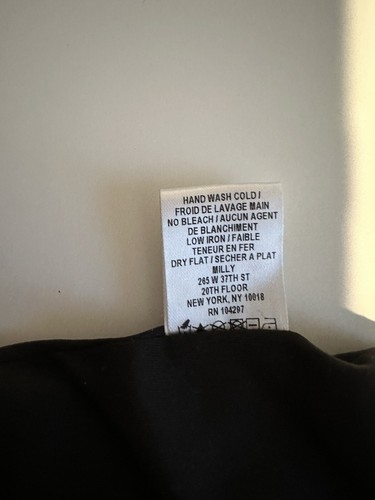 HAND WASH COLD /
FROID DE LAVAGE MAIN
NO BLEACH / AUCUN AGENT
DE BLANCHIMENT
LOW IRON / FAIBLE
TENEUR EN FER
DRY FLAT / SECHER A PLAT
MILLY
265 W 37TH ST
20TH FLOOR
NEW YORK, NY 10018
RN 104297